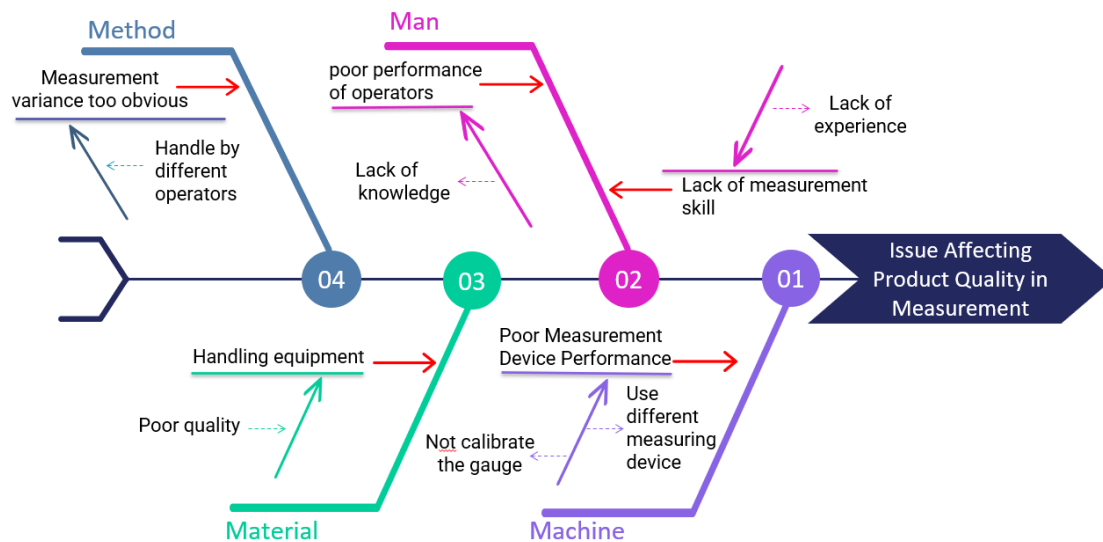 Method
Man
Measurement
variance too obvious
poor performance
of operators
Lack of
experience
Handle by
different
operators
Lack of
knowledge
Lack of measurement
skill
04
03
02
01
Issue Affecting
Product Quality in
Measurement
Handling equipment
Poor Measurement
Device Performance
Poor quality
Use
different
measuring
device
Not calibrate
the gauge
Material
Machine